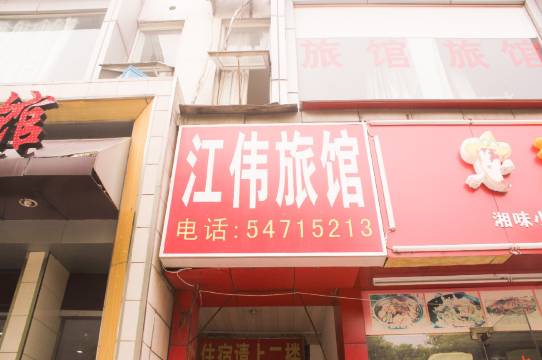 旅馆 旅馆
馆
江伟旅馆
电话:54715213
湘味小
住宿请上二楼